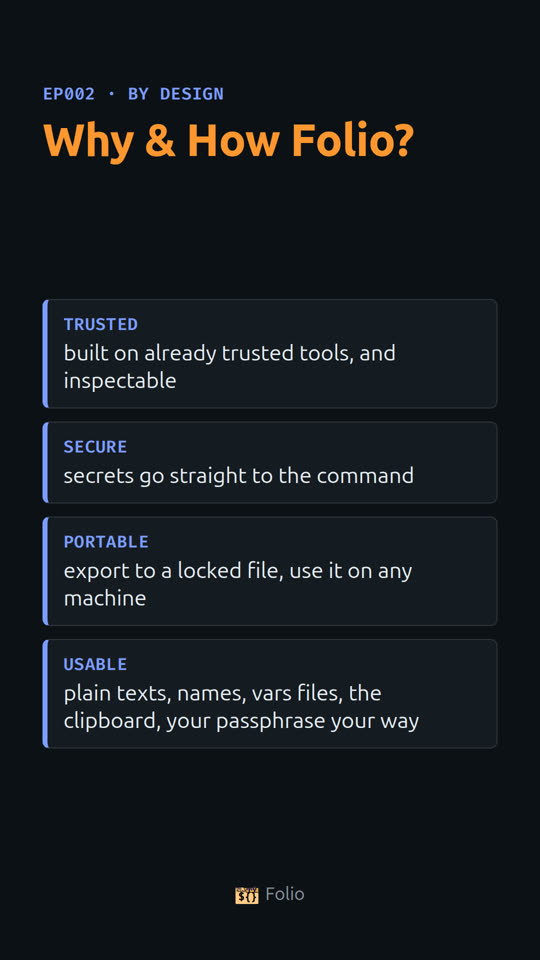 EP002 · BY DESIGN
Why & How Folio?
TRUSTED
built on already trusted tools, and
inspectable
SECURE
secrets go straight to the command
PORTABLE
export to a locked file, use it on any
machine
USABLE
plain texts, names, vars files, the
clipboard, your passphrase your way
${} Folio